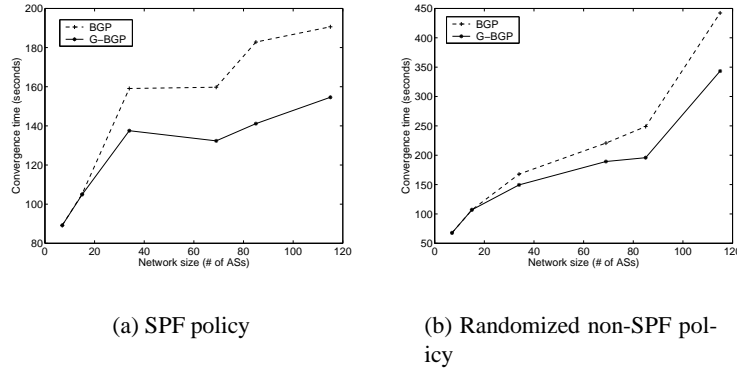 200
180
160
140
120
100
80
Convergence time (seconds)
BGP
G−BGP
0 20 40 60 80 100 120
Network size (# of ASs)
(a) SPF policy
450
400
350
300
250
200
150
100
50
Convergence time (seconds)
BGP
G−BGP
0 20 40 60 80 100 120
Network size (# of ASs)
(b) Randomized non-SPF pol-
icy